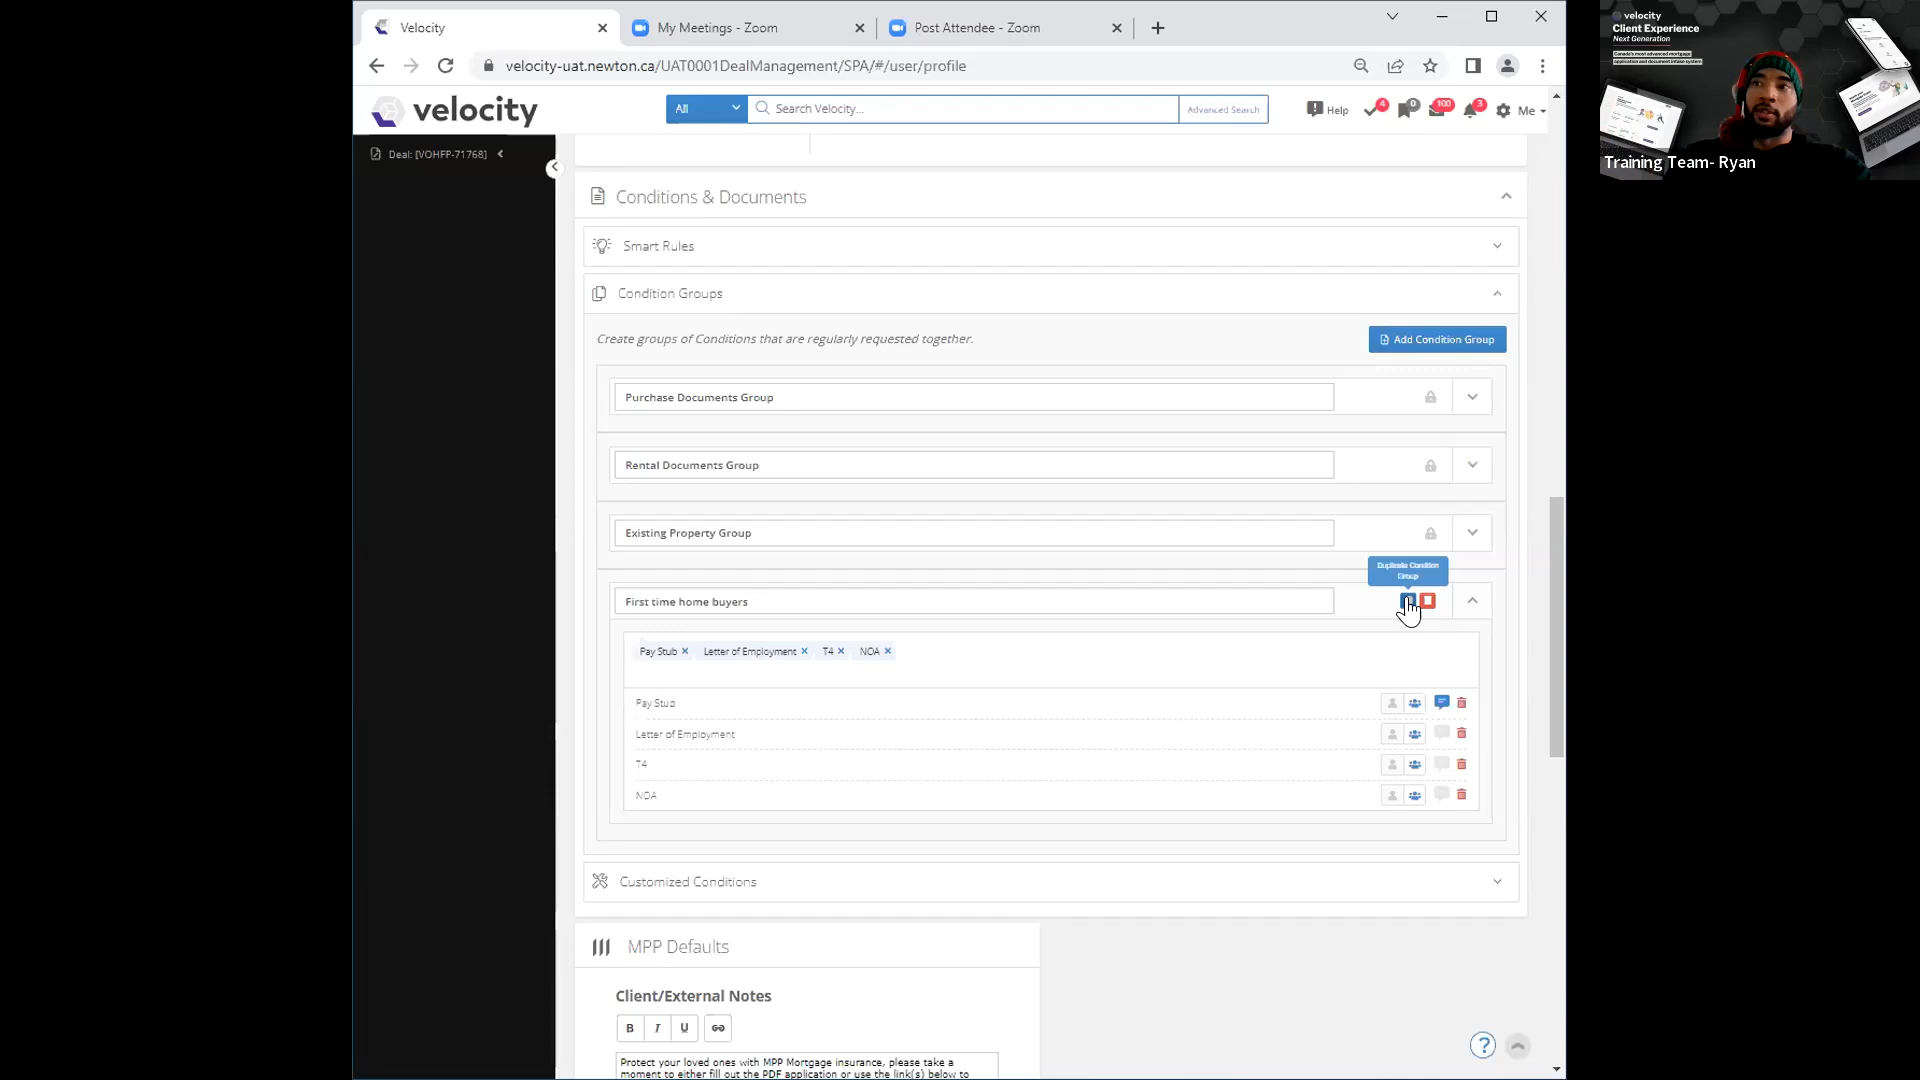 Velocity
My Meetings - Zoom
Post Attendee - Zoom
velocity-uat.newton.ca/UAT0001DealManagement/SPA/#/user/profile
velocity
All
Search Velocity...
Advanced Search
Help
4
0
100
3
Me
Deal: [VOHFP-71768]
Conditions & Documents
Smart Rules
Condition Groups
Create groups of Conditions that are regularly requested together.
Add Condition Group
Purchase Documents Group
Rental Documents Group
Existing Property Group
Duplicate Condition
Group
First time home buyers
Pay Stub × Letter of Employment × T4 × NOA ×
Pay Stub
Letter of Employment
T4
NOA
Customized Conditions
MPP Defaults
Client/External Notes
B I U
Protect your loved ones with MPP Mortgage insurance, please take a
moment to either fill out the PDF application or use the link(s) below to
?
velocity
Client Experience
Next Generation
Canada's most advanced mortgage
application and document intake system
Training Team- Ryan